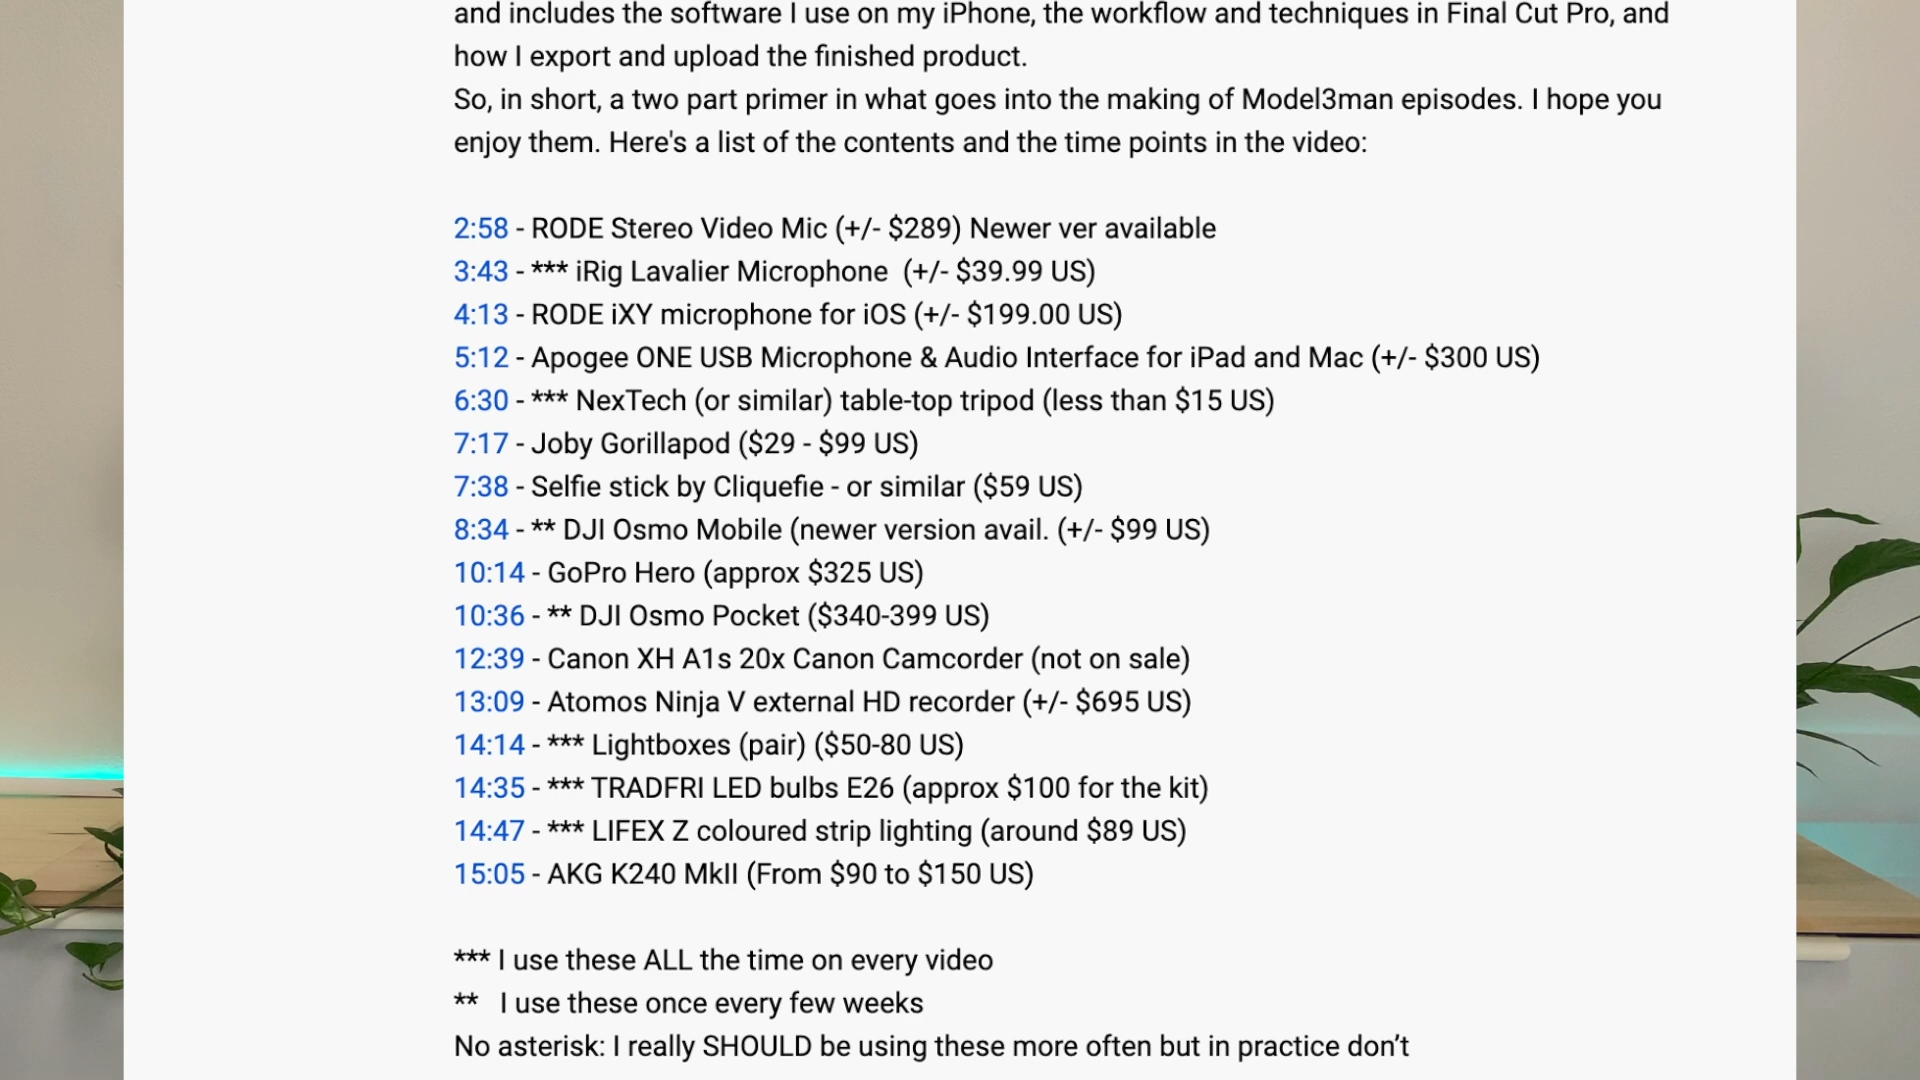 and includes the software I use on my iPhone, the workflow and techniques in Final Cut Pro, and
how I export and upload the finished product.
So, in short, a two part primer in what goes into the making of Model3man episodes. I hope you
enjoy them. Here's a list of the contents and the time points in the video:
2:58 - RODE Stereo Video Mic (+/- $289) Newer ver available
3:43 - *** iRig Lavalier Microphone  (+/- $39.99 US)
4:13 - RODE iXY microphone for iOS (+/- $199.00 US)
5:12 - Apogee ONE USB Microphone & Audio Interface for iPad and Mac (+/- $300 US)
6:30 - *** NexTech (or similar) table-top tripod (less than $15 US)
7:17 - Joby Gorillapod ($29 - $99 US)
7:38 - Selfie stick by Cliquefie - or similar ($59 US)
8:34 - ** DJI Osmo Mobile (newer version avail. (+/- $99 US)
10:14 - GoPro Hero (approx $325 US)
10:36 - ** DJI Osmo Pocket ($340-399 US)
12:39 - Canon XH A1s 20x Canon Camcorder (not on sale)
13:09 - Atomos Ninja V external HD recorder (+/- $695 US)
14:14 - *** Lightboxes (pair) ($50-80 US)
14:35 - *** TRADFRI LED bulbs E26 (approx $100 for the kit)
14:47 - *** LIFEX Z coloured strip lighting (around $89 US)
15:05 - AKG K240 MkII (From $90 to $150 US)
*** I use these ALL the time on every video
**   I use these once every few weeks
No asterisk: I really SHOULD be using these more often but in practice don't